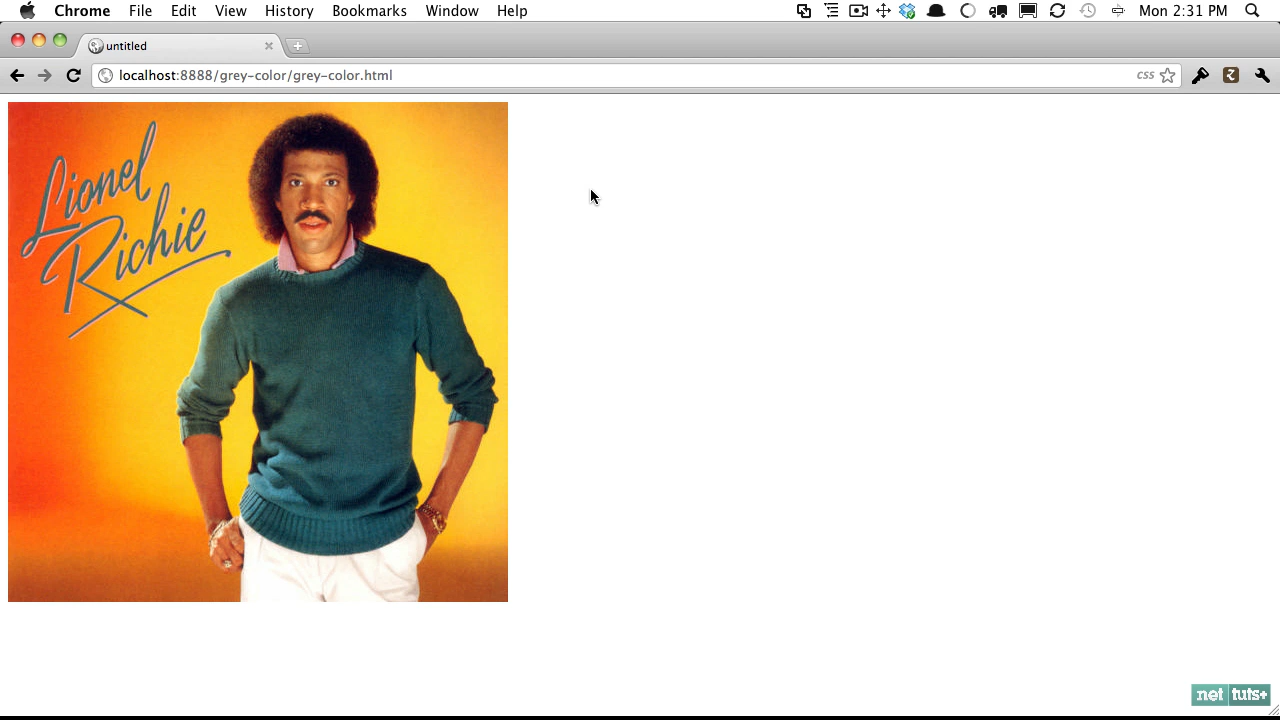 Chrome File Edit View History Bookmarks Window Help Mon 2:31 PM
untitled
localhost:8888/grey-color/grey-color.html css
Lionel
Richie
net tuts+